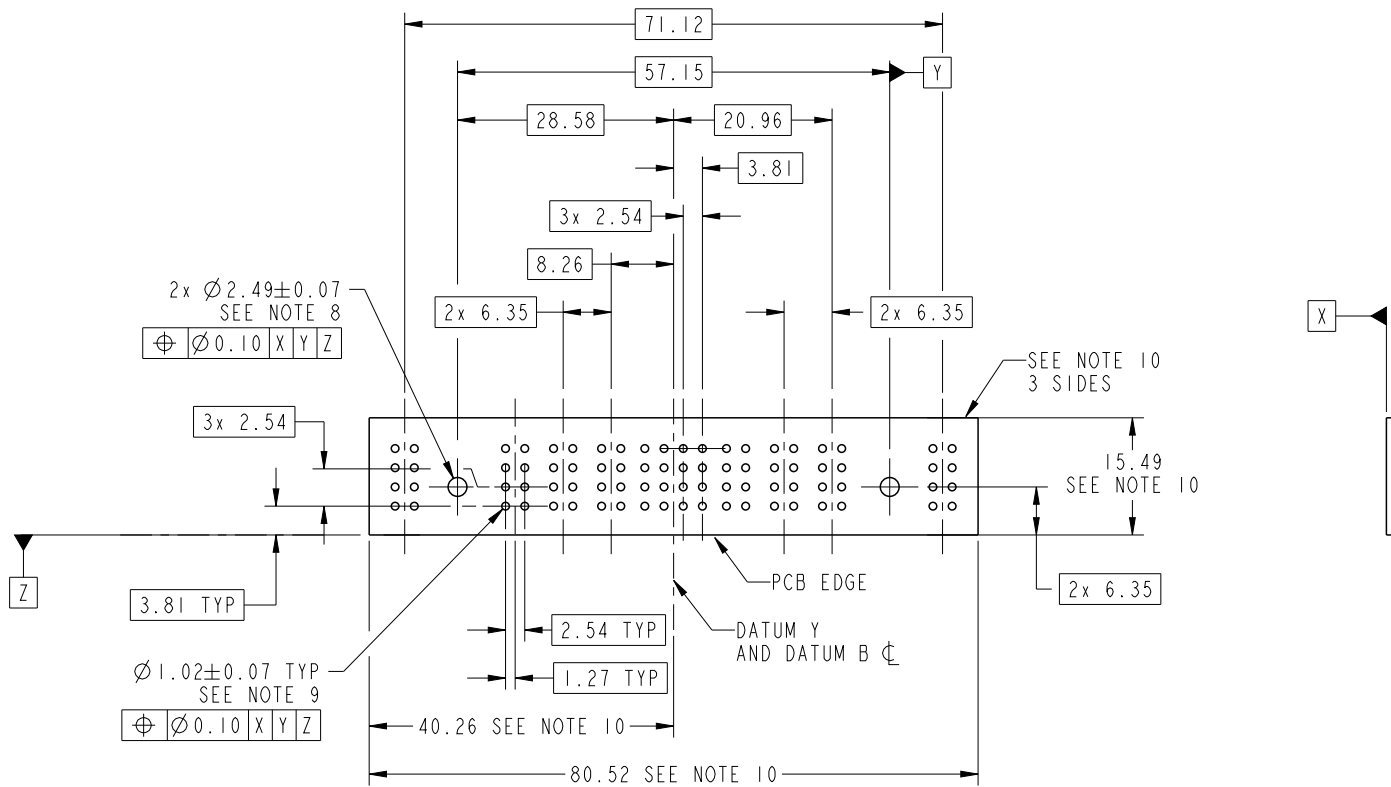 71.12
57.15
Y
28.58
20.96
3.81
3x 2.54
8.26
2x Ø2.49±0.07
SEE NOTE 8
⌖ Ø0.10 X Y Z
2x 6.35
2x 6.35
X
SEE NOTE 10
3 SIDES
3x 2.54
15.49
SEE NOTE 10
Z
3.81 TYP
PCB EDGE
2x 6.35
2.54 TYP
DATUM Y
AND DATUM B ℄
Ø1.02±0.07 TYP
SEE NOTE 9
⌖ Ø0.10 X Y Z
1.27 TYP
40.26 SEE NOTE 10
80.52 SEE NOTE 10